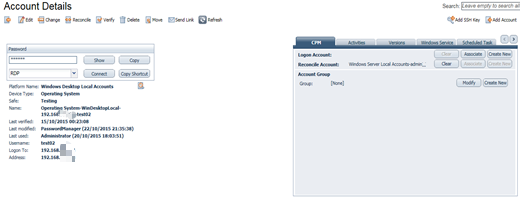 Account Details
Search: Leave empty to search all
Edit Change Reconcile Verify Delete Move Send Link Refresh
Add SSH Key Add Account
Password
****** Show Copy
RDP Connect Copy Shortcut
Platform Name: Windows Desktop Local Accounts
Device Type: Operating System
Safe: Testing
Name: Operating System-WinDesktopLocal-
192.168. -test02
Last verified: 15/10/2015 00:23:08
Last modified: PasswordManager (22/10/2015 21:35:38)
Last used: Administrator (20/10/2015 18:03:51)
Username: test02
Logon To: 192.168.
Address: 192.168.
CPM Activities Versions Windows Service Scheduled Task
Logon Account: Clear Associate Create New
Reconcile Account: Windows Server Local Accounts-admin_ Clear Associate Create New
Account Group
Group: [None] Modify Create New